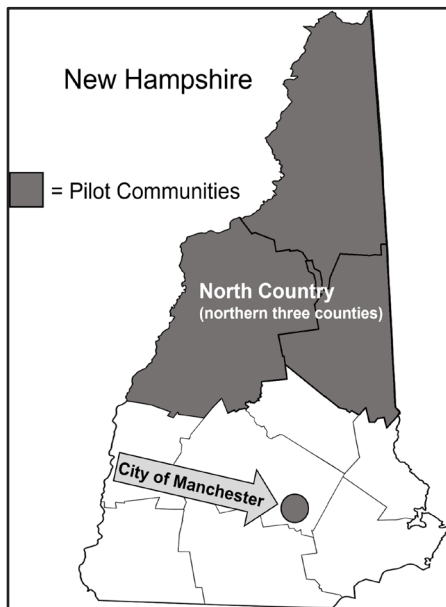 New Hampshire
= Pilot Communities
North Country
(northern three counties)
City of Manchester